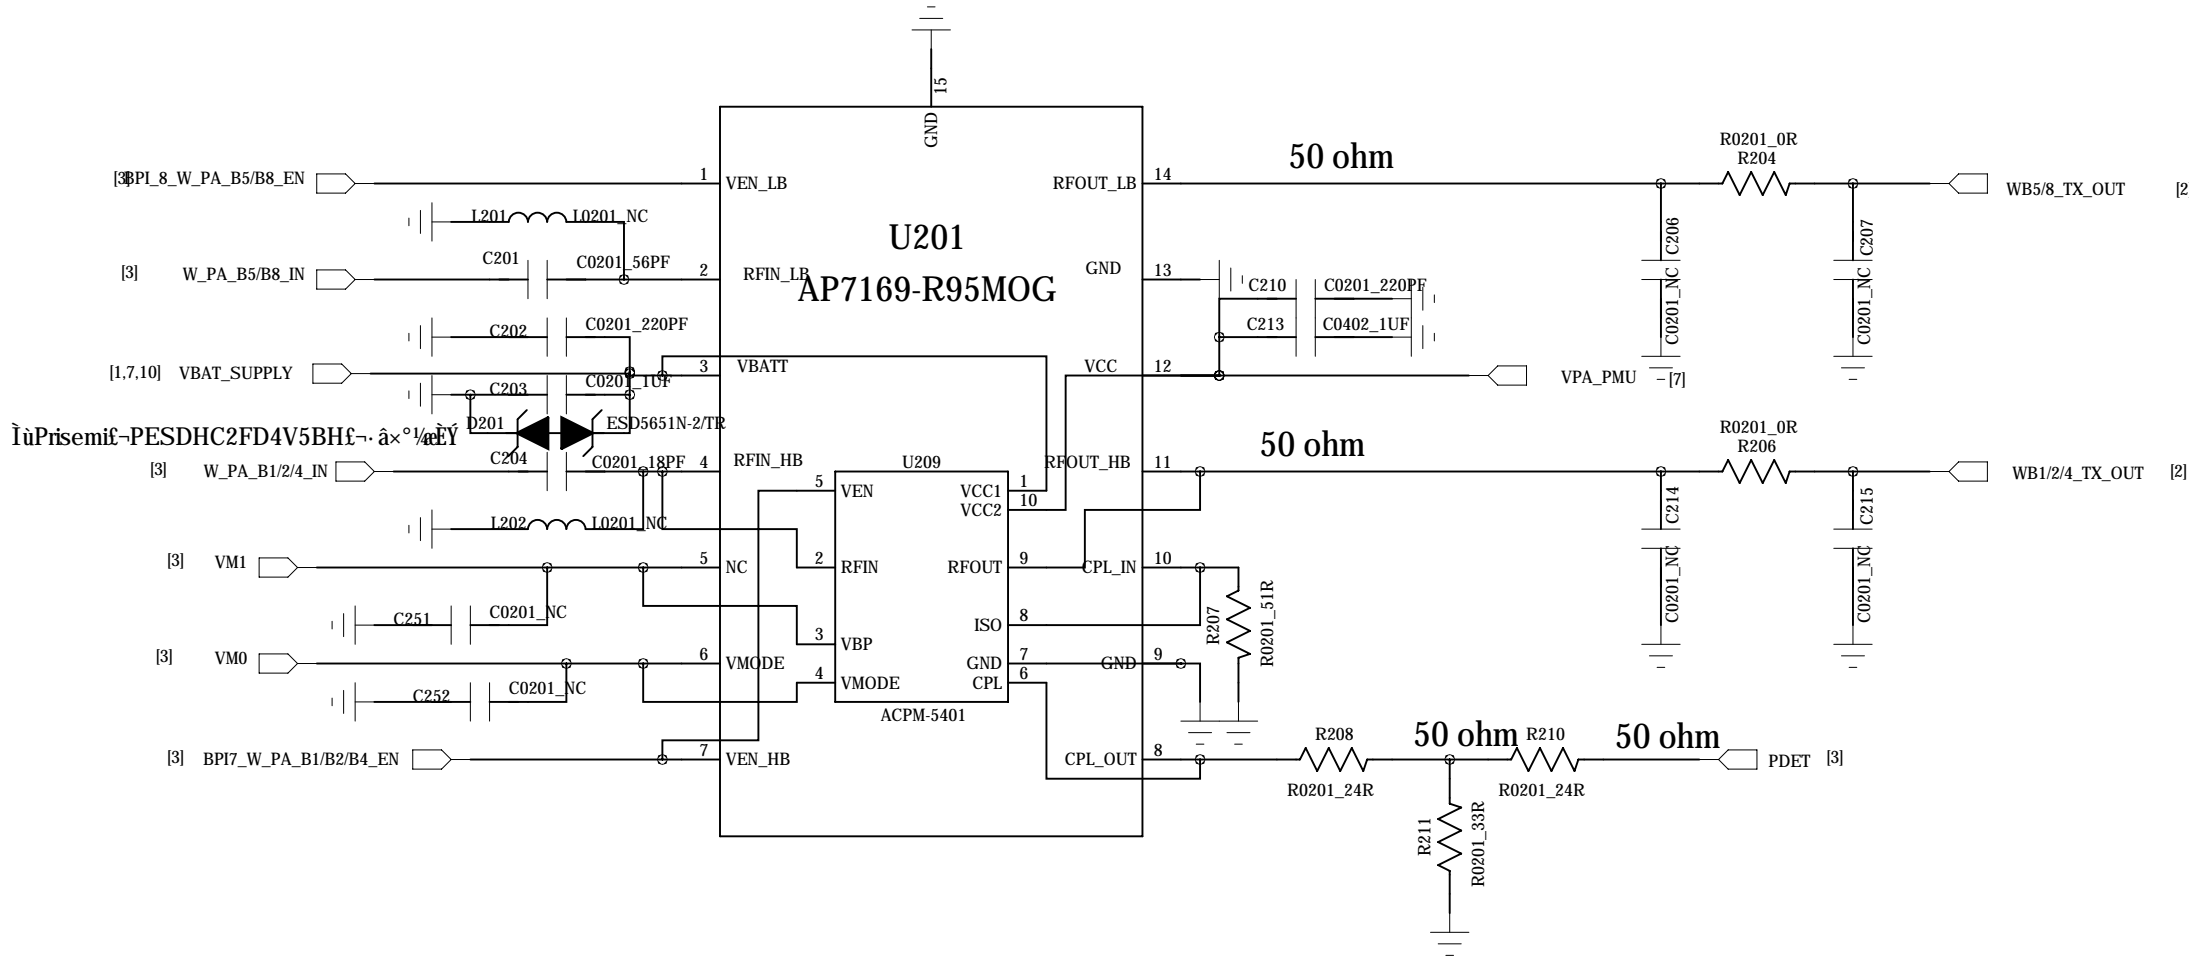 15
GND
50 ohm
R0201_0R
R204
[3]
BPI_8_W_PA_B5/B8_EN
1
VEN_LB
RFOUT_LB
14
WB5/8_TX_OUT
[2
L201
L0201_NC
C206
C0201_NC
C207
C0201_NC
U201
AP7169-R95MOG
[3]
W_PA_B5/B8_IN
C201
C0201_56PF
2
RFIN_LB
GND
13
C210
C0201_220PF
C202
C0201_220PF
C213
C0402_1UF
[1,7,10]
VBAT_SUPPLY
3
VBATT
VCC
12
VPA_PMU
[7]
C203
C0201_1UF
D201
ESD5651N-2/TR
ÌùPrisemi£¬PESDHC2FD4V5BH£¬·â×°¼æÈÝ
50 ohm
R0201_0R
R206
[3]
W_PA_B1/2/4_IN
C204
C0201_18PF
4
RFIN_HB
RFOUT_HB
11
WB1/2/4_TX_OUT
[2]
U209
5
VEN
VCC1
1
VCC2
10
C214
C0201_NC
C215
C0201_NC
L202
L0201_NC
[3]
VM1
5
NC
2
RFIN
RFOUT
9
CPL_IN
10
C251
C0201_NC
ISO
8
R207
R0201_51R
3
VBP
[3]
VM0
6
VMODE
GND
7
GND
9
4
VMODE
CPL
6
C252
C0201_NC
ACPM-5401
[3]
BPI7_W_PA_B1/B2/B4_EN
7
VEN_HB
CPL_OUT
8
R208
R0201_24R
50 ohm
R210
R0201_24R
50 ohm
PDET
[3]
R211
R0201_33R